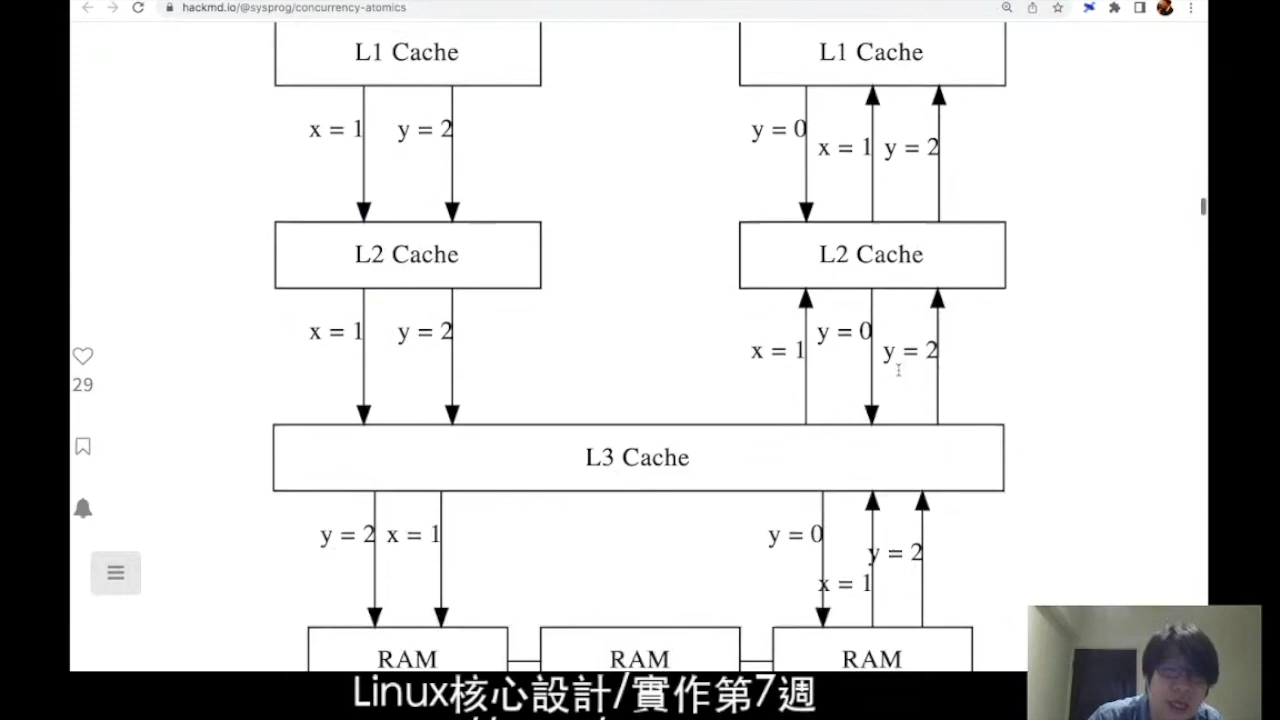 hackmd.io/@sysprog/concurrency-atomics
L1 Cache L1 Cache
x = 1 y = 2 y = 0 x = 1 y = 2
L2 Cache L2 Cache
x = 1 y = 2 x = 1 y = 0 y = 2
29
L3 Cache
y = 2 x = 1 y = 0 x = 1 y = 2
RAM RAM RAM
Linux核心設計/實作第7週